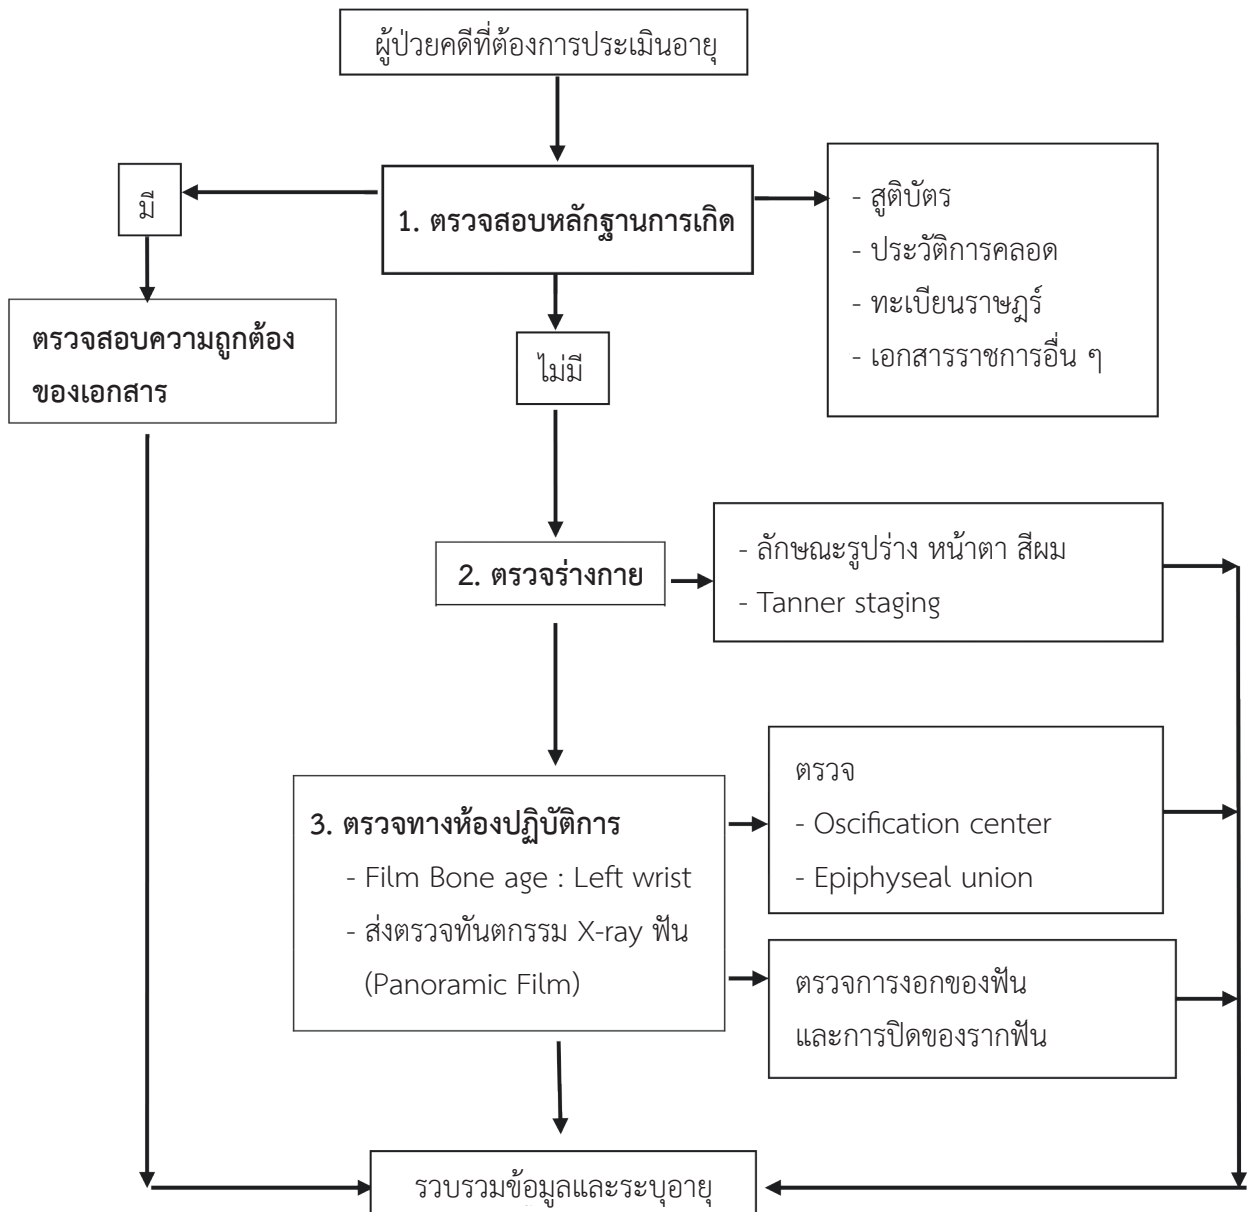 ผู้ป่วยคดีที่ต้องการประเมินอายุ
มี
1. ตรวจสอบหลักฐานการเกิด
- สูติบัตร
- ประวัติการคลอด
- ทะเบียนราษฎร์
- เอกสารราชการอื่น ๆ
ตรวจสอบความถูกต้อง
ของเอกสาร
ไม่มี
2. ตรวจร่างกาย
- ลักษณะรูปร่าง หน้าตา สีผม
- Tanner staging
3. ตรวจทางห้องปฏิบัติการ
- Film Bone age : Left wrist
- ส่งตรวจทันตกรรม X-ray ฟัน
(Panoramic Film)
ตรวจ
- Oscification center
- Epiphyseal union
ตรวจการงอกของฟัน
และการปิดของรากฟัน
รวบรวมข้อมูลและระบุอายุ